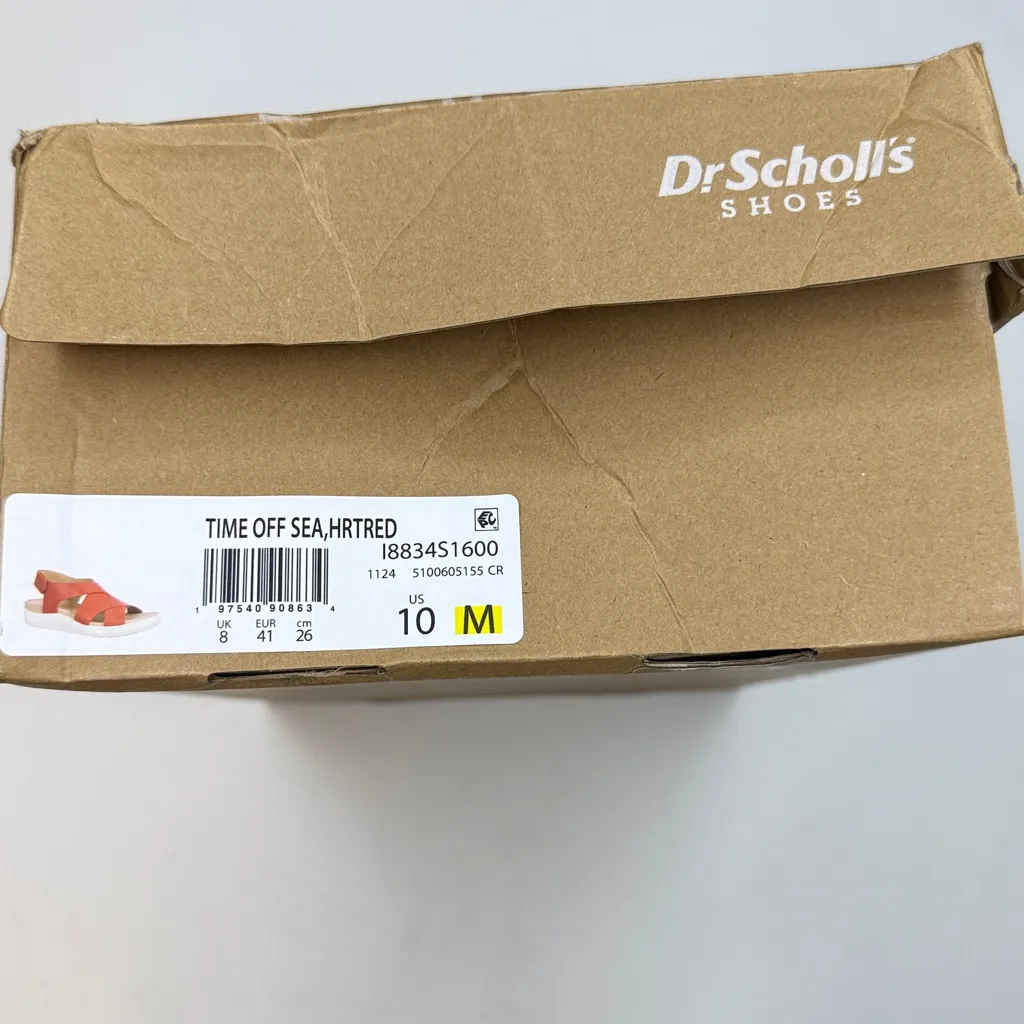 Dr.Scholl's®
SHOES
TIME OFF SEA,HRTRED
I8834S1600
1124 5100605155 CR
1 97540 90863 4
UK EUR cm
8 41 26
US
10 M